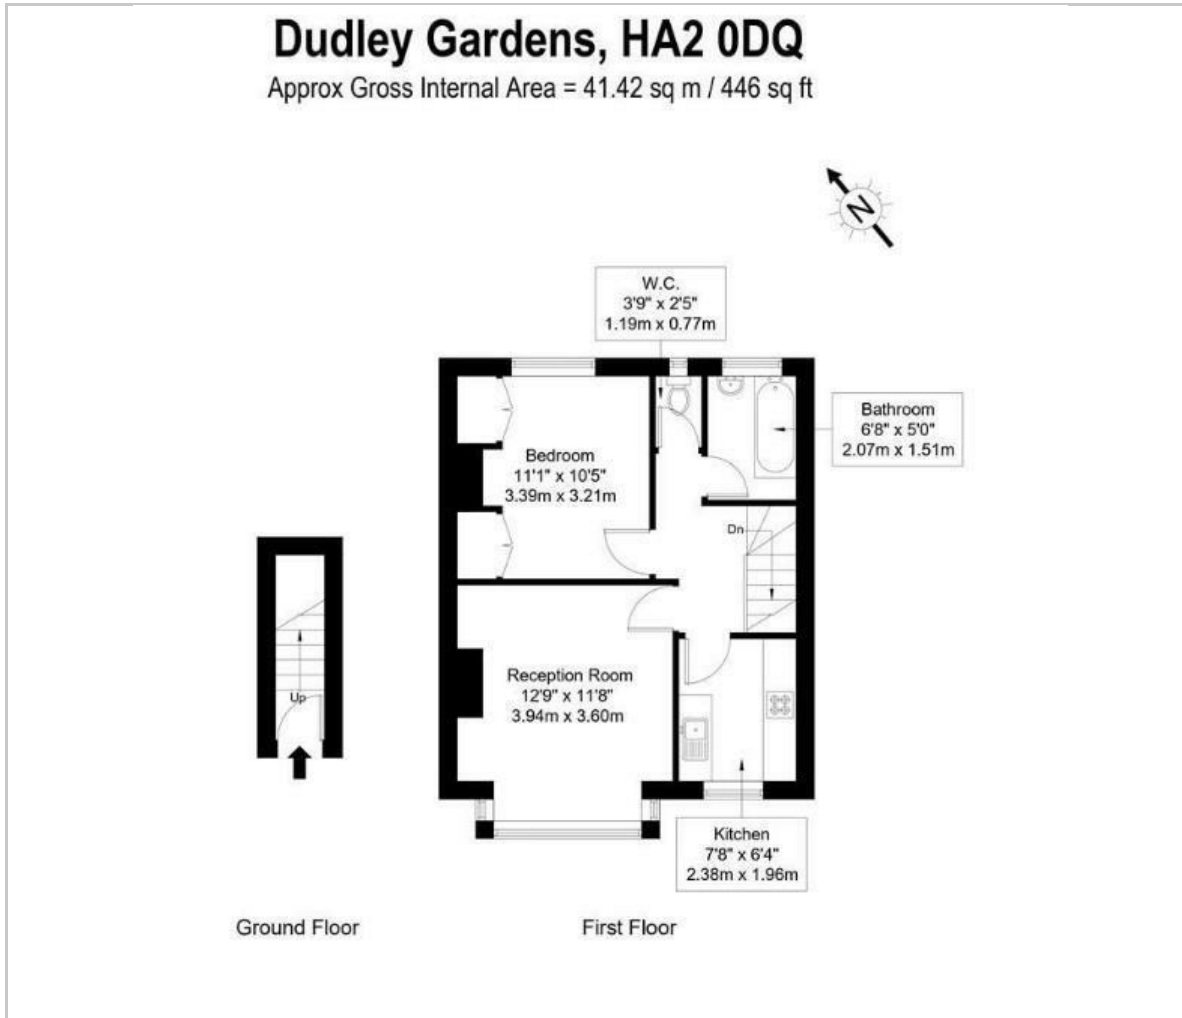 Dudley Gardens, HA2 0DQ
Approx Gross Internal Area = 41.42 sq m / 446 sq ft
N
W.C.
3'9" x 2'5"
1.19m x 0.77m
Bathroom
6'8" x 5'0"
2.07m x 1.51m
Bedroom
11'1" x 10'5"
3.39m x 3.21m
Dn
Up
Reception Room
12'9" x 11'8"
3.94m x 3.60m
Kitchen
7'8" x 6'4"
2.38m x 1.96m
Ground Floor
First Floor